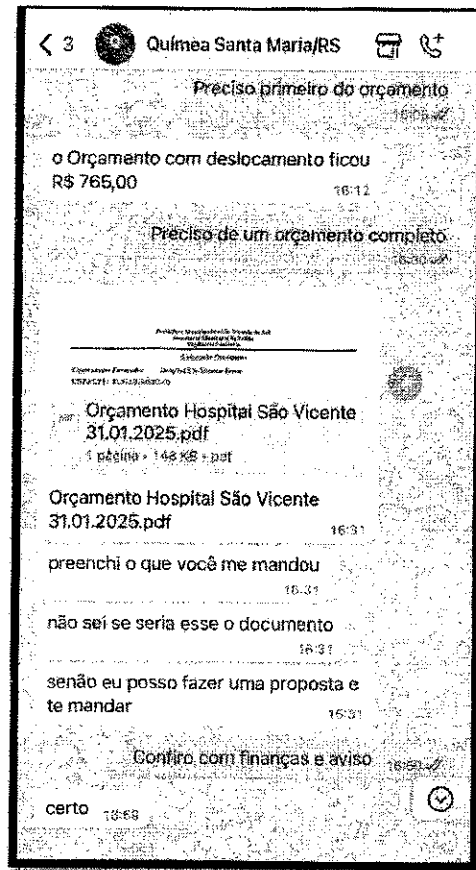 3 Químea Santa Maria/RS
Preciso primeiro do orçamento
o Orçamento com deslocamento ficou
R$ 765,00
16:12
Preciso de um orçamento completo
Orçamento Hospital São Vicente
31.01.2025.pdf
1 página • 148 KB • pdf
Orçamento Hospital São Vicente
31.01.2025.pdf
16:31
preenchi o que você me mandou
16:31
não sei se seria esse o documento
16:31
senão eu posso fazer uma proposta e
te mandar
16:31
Confiro com finanças e aviso
certo